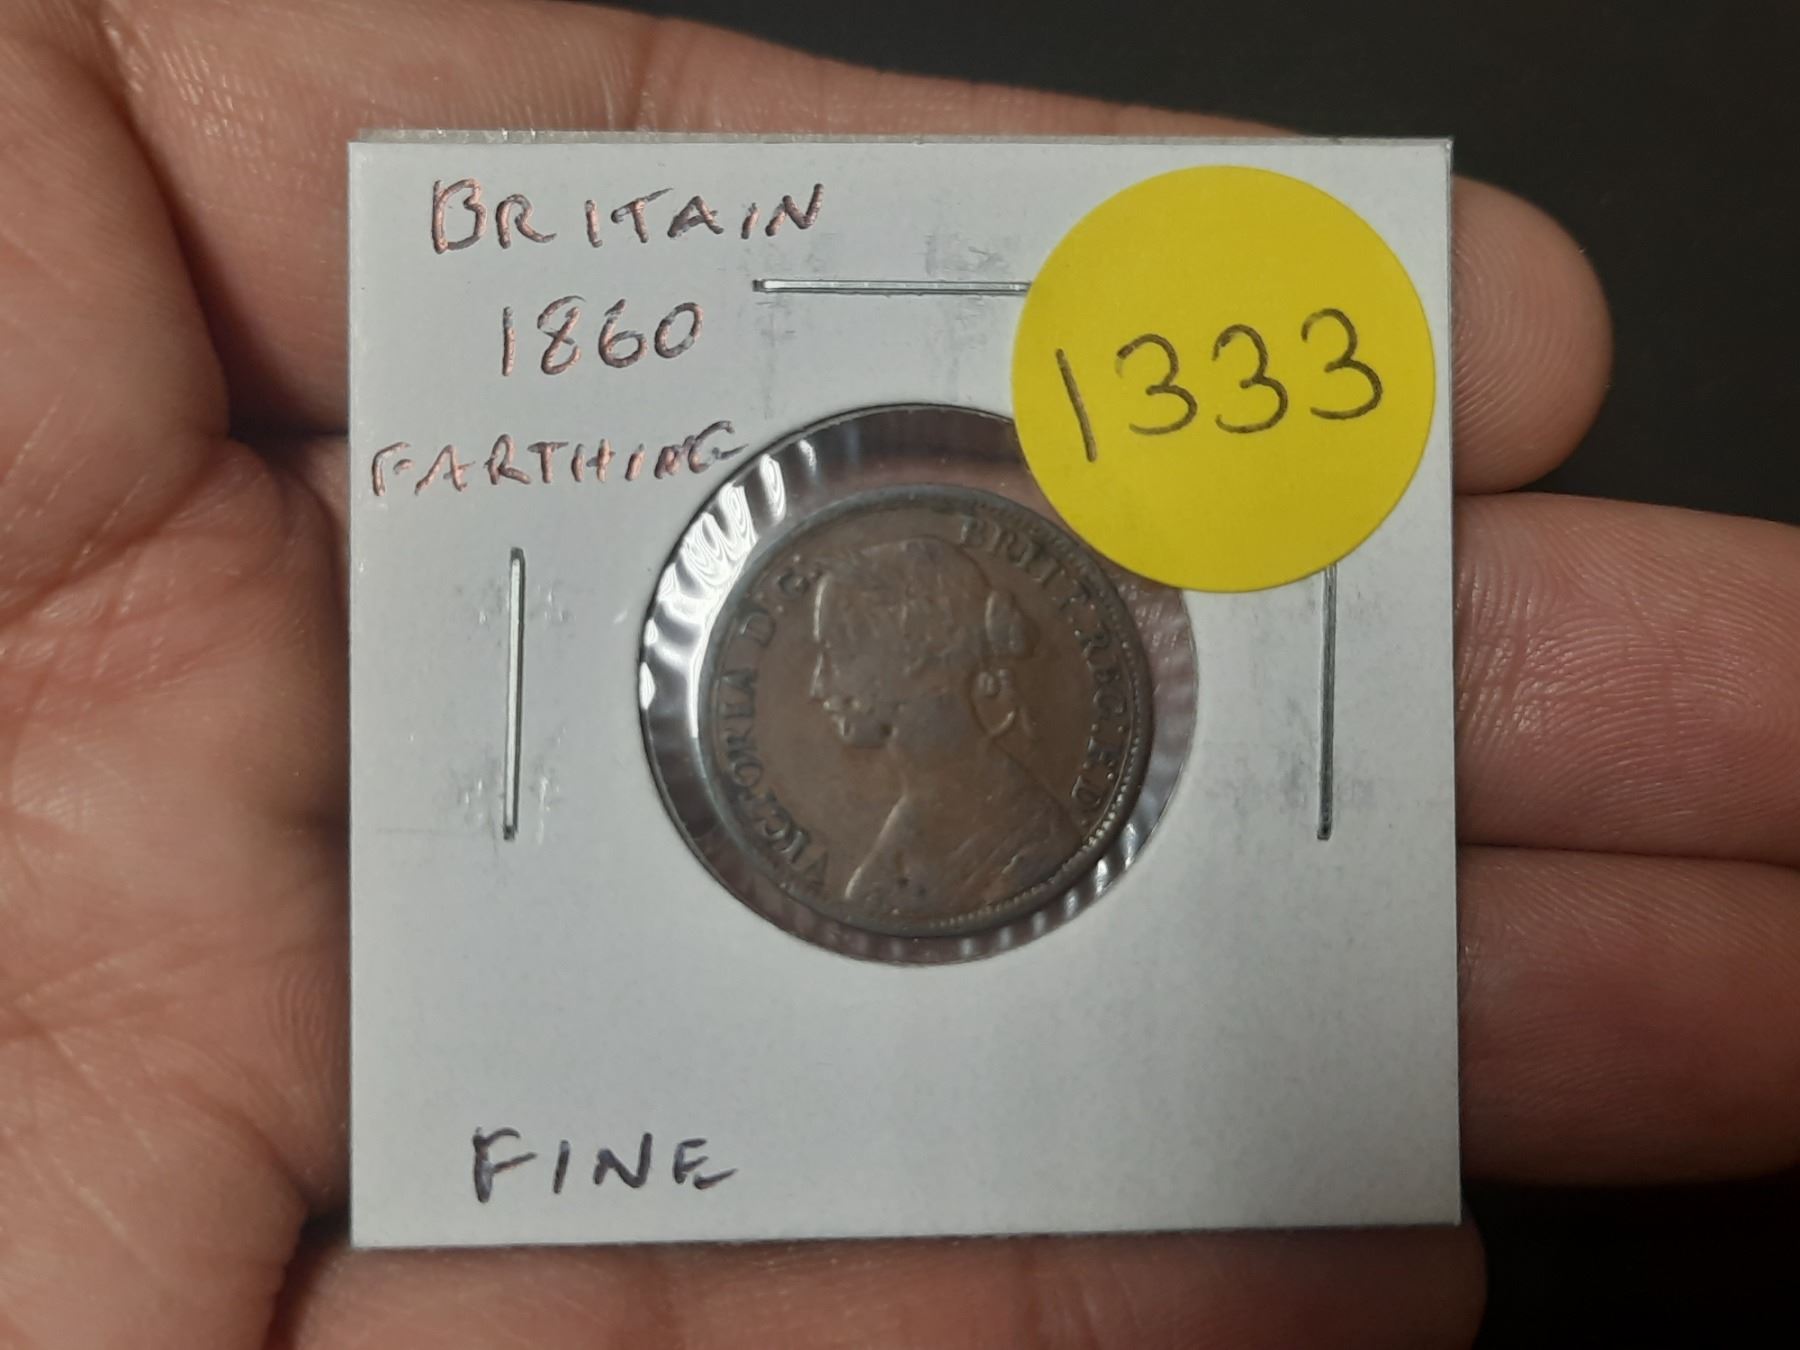 BRITAIN
1860
FARTHING
1333
VICTORIA D: G:
BRITT: REG: F: D:
FINE